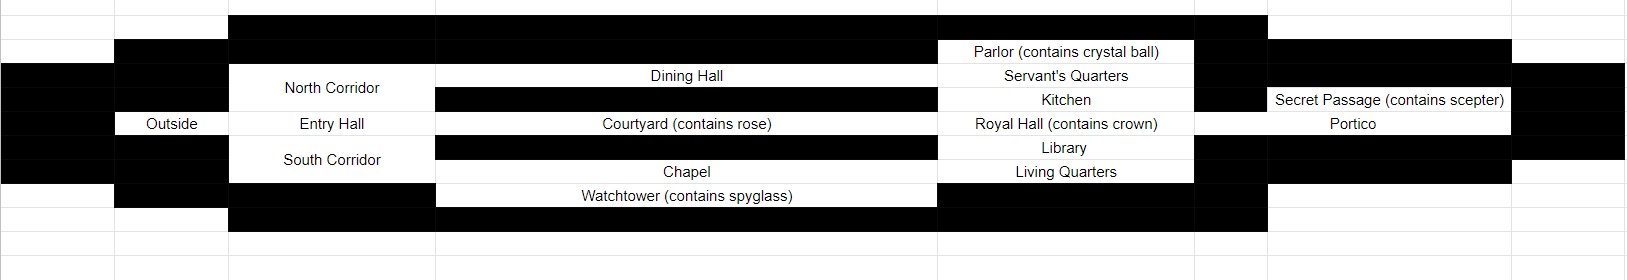 Parlor (contains crystal ball)
North Corridor
Dining Hall
Servant's Quarters
Kitchen
Secret Passage (contains scepter)
Outside
Entry Hall
Courtyard (contains rose)
Royal Hall (contains crown)
Portico
South Corridor
Library
Chapel
Living Quarters
Watchtower (contains spyglass)